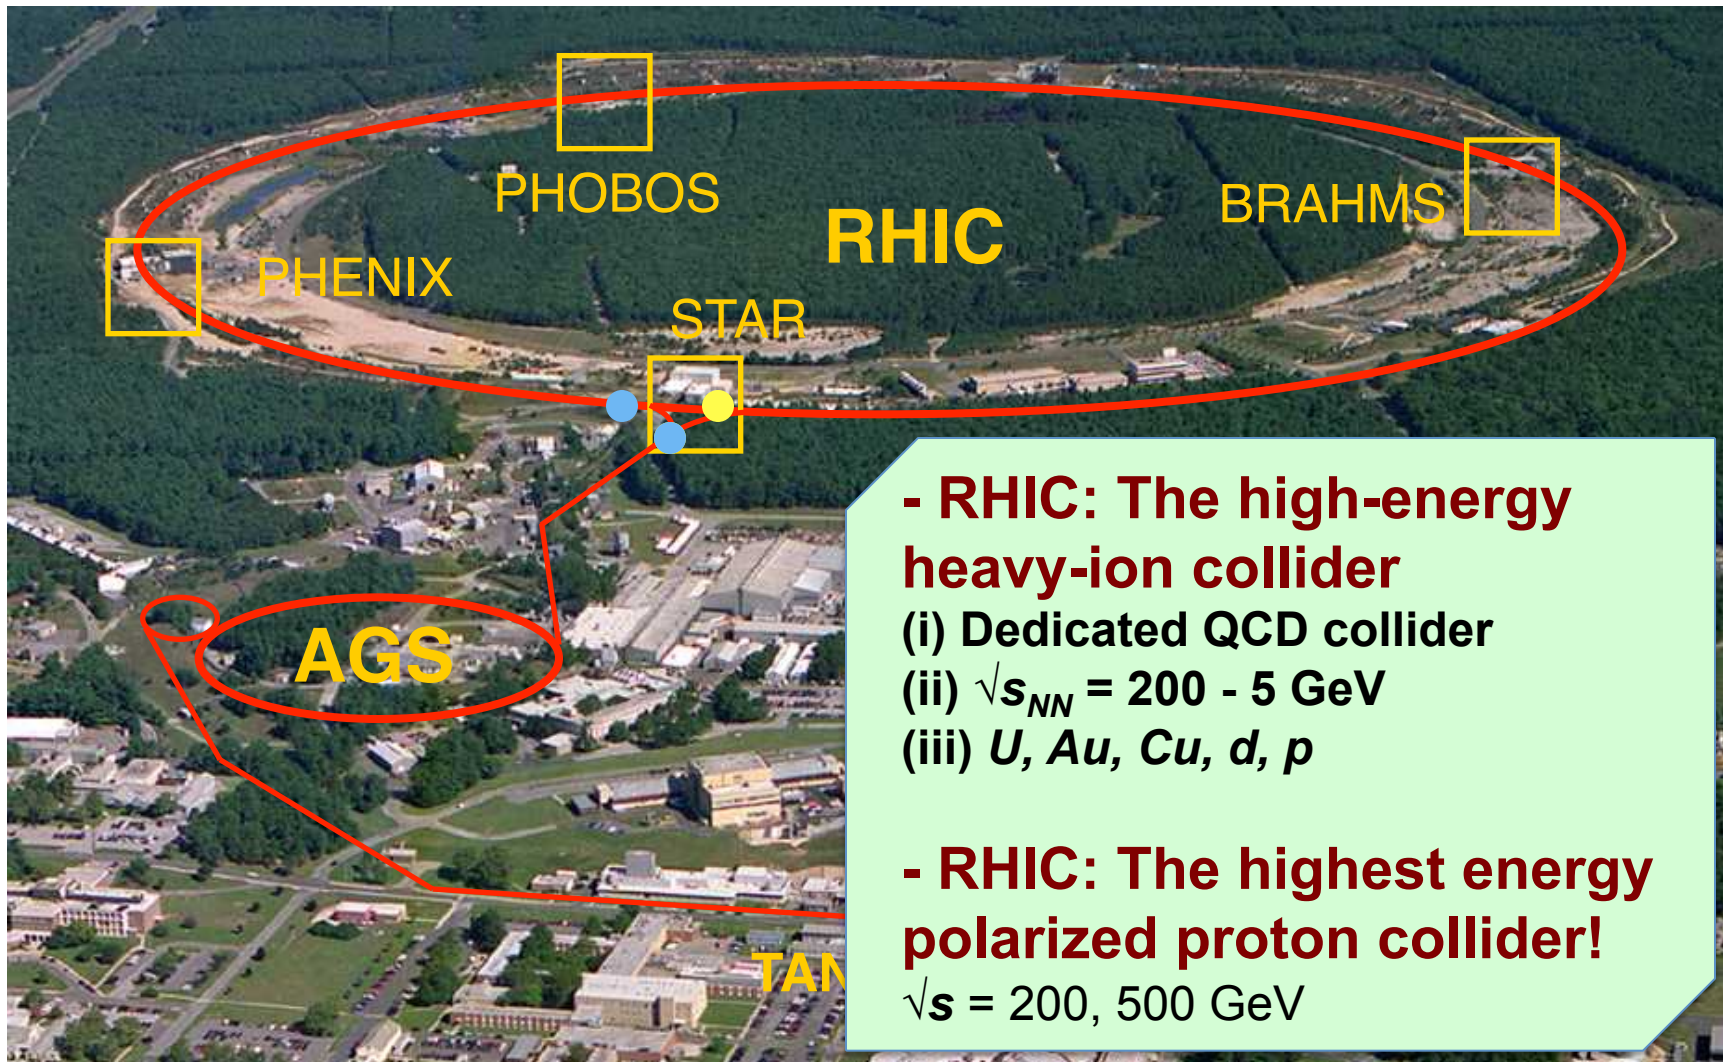 PHOBOS
RHIC
BRAHMS
PHENIX
STAR
AGS
TAN
- RHIC: The high-energy
heavy-ion collider
(i) Dedicated QCD collider
(ii) √sNN = 200 - 5 GeV
(iii) U, Au, Cu, d, p
- RHIC: The highest energy
polarized proton collider!
√s = 200, 500 GeV